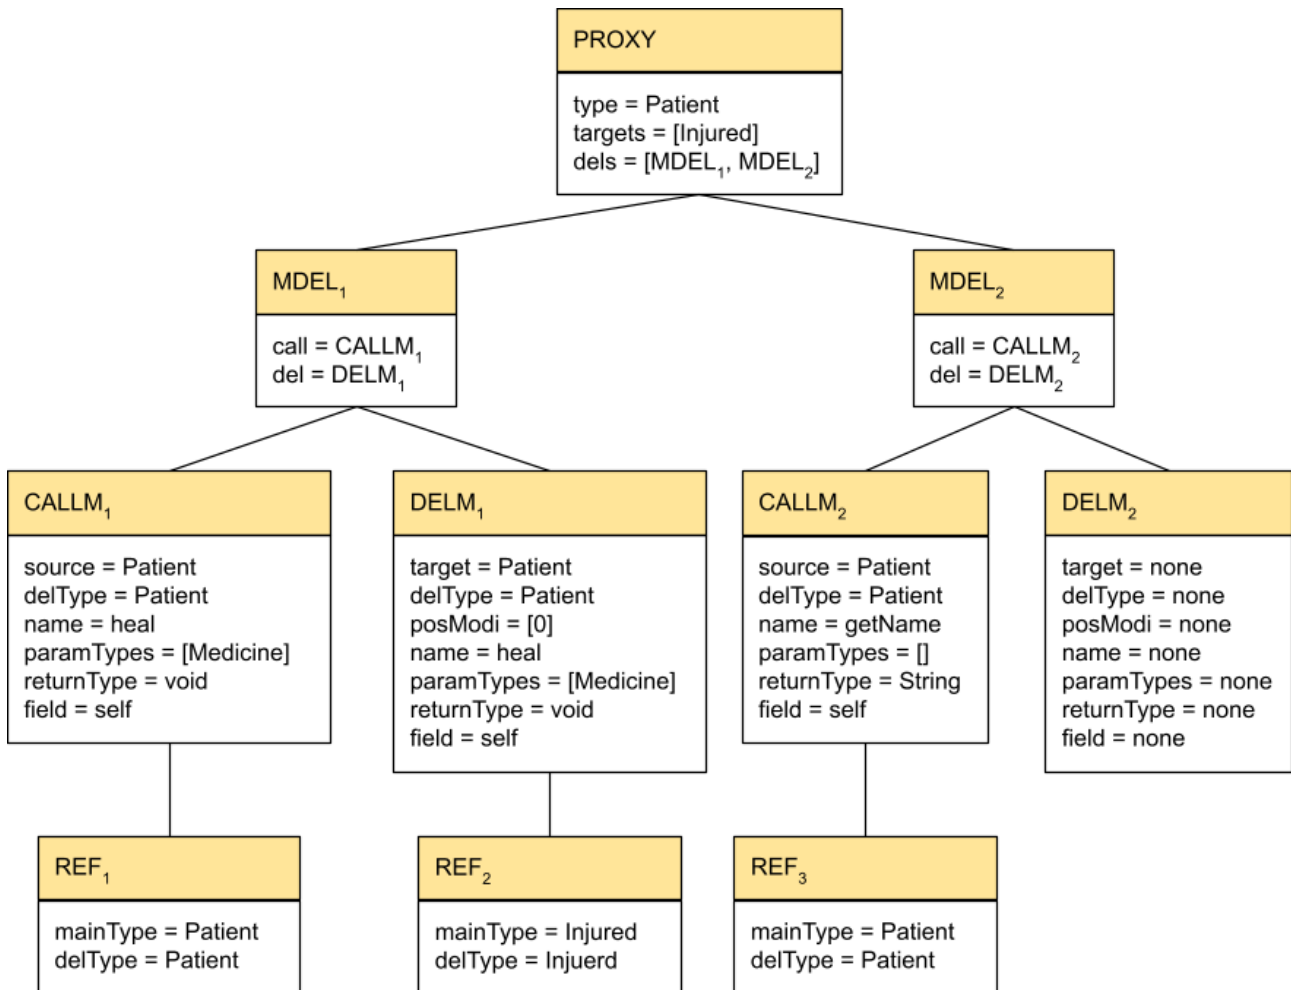 PROXY
type = Patient
targets = [Injured]
dels = [MDEL₁, MDEL₂]
MDEL₁
call = CALLM₁
del = DELM₁
MDEL₂
call = CALLM₂
del = DELM₂
CALLM₁
source = Patient
delType = Patient
name = heal
paramTypes = [Medicine]
returnType = void
field = self
DELM₁
target = Patient
delType = Patient
posModi = [0]
name = heal
paramTypes = [Medicine]
returnType = void
field = self
CALLM₂
source = Patient
delType = Patient
name = getName
paramTypes = []
returnType = String
field = self
DELM₂
target = none
delType = none
posModi = none
name = none
paramTypes = none
returnType = none
field = none
REF₁
mainType = Patient
delType = Patient
REF₂
mainType = Injured
delType = Injuerd
REF₃
mainType = Patient
delType = Patient